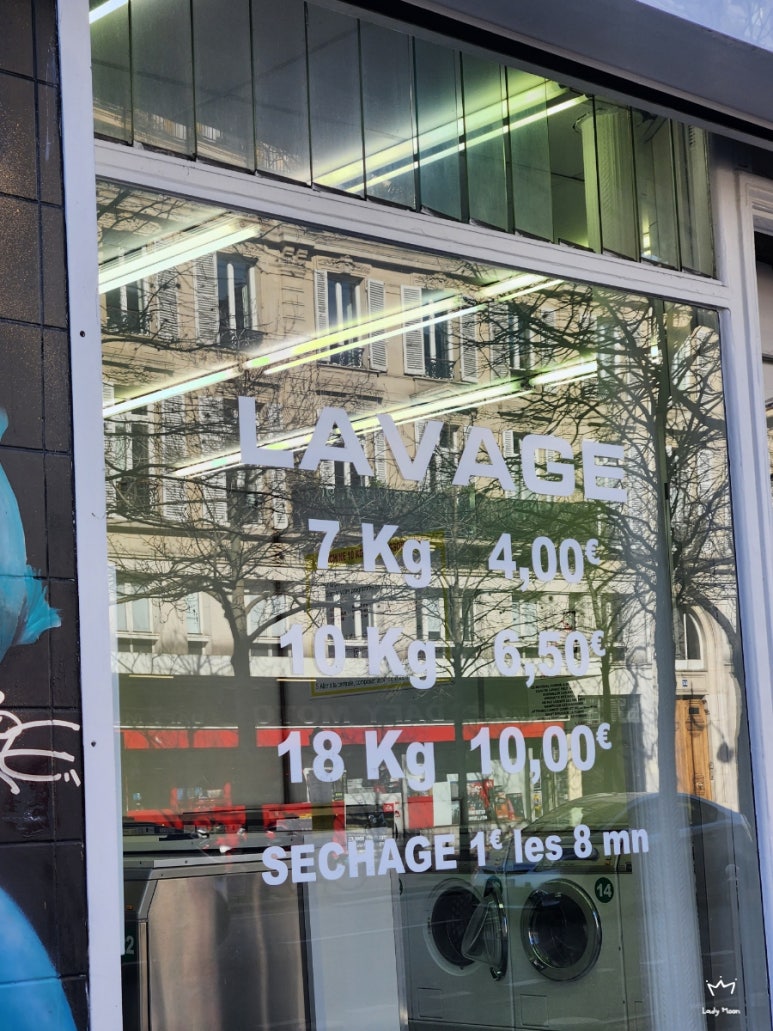 LAVAGE
7 Kg 4,00€
10 Kg 6,50€
18 Kg 10,00€
SECHAGE 1€ les 8 mn
14
2
Lady Moon